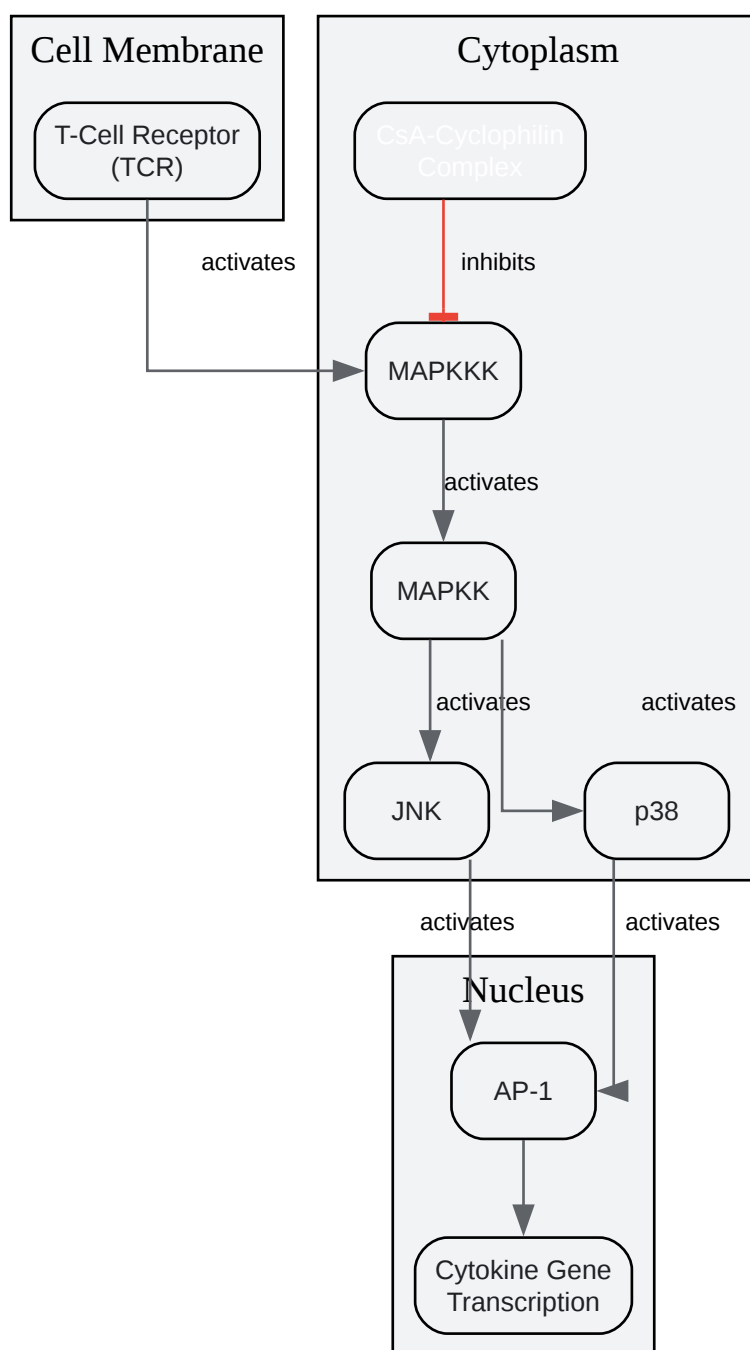 Cell Membrane
Cytoplasm
T-Cell Receptor
(TCR)
CsA-Cyclophilin
Complex
activates
inhibits
MAPKKK
activates
MAPKK
activates
activates
JNK
p38
activates
activates
Nucleus
AP-1
Cytokine Gene
Transcription